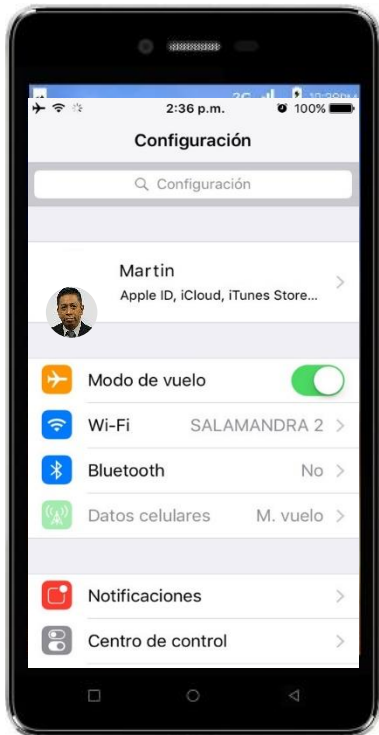 2:36 p.m.
100%
Configuración
Configuración
Martin
Apple ID, iCloud, iTunes Store...
Modo de vuelo
Wi-Fi SALAMANDRA 2
Bluetooth No
Datos celulares M. vuelo
Notificaciones
Centro de control